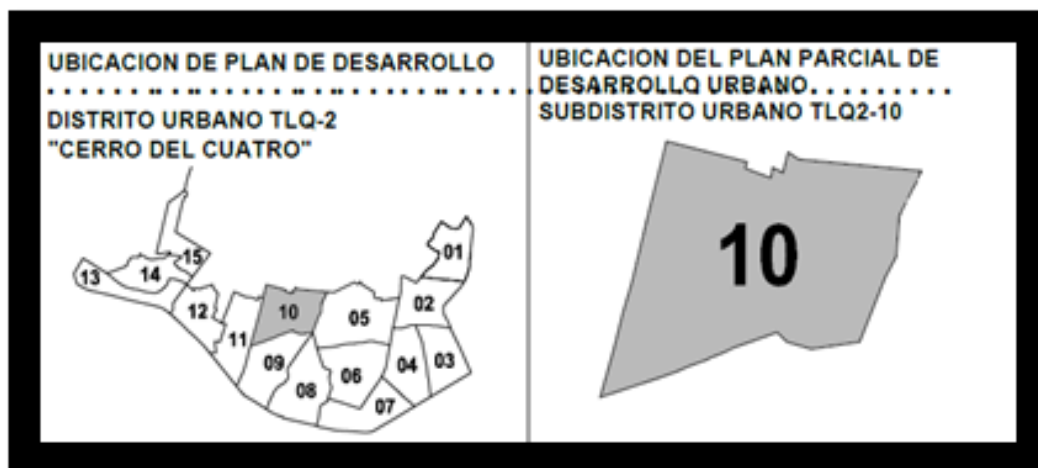 UBICACION DE PLAN DE DESARROLLO
DISTRITO URBANO TLQ-2
"CERRO DEL CUATRO"
01
15
14
13
02
12
10
05
11
09
06
04
03
08
07
UBICACION DEL PLAN PARCIAL DE
DESARROLLO URBANO
SUBDISTRITO URBANO TLQ2-10
10